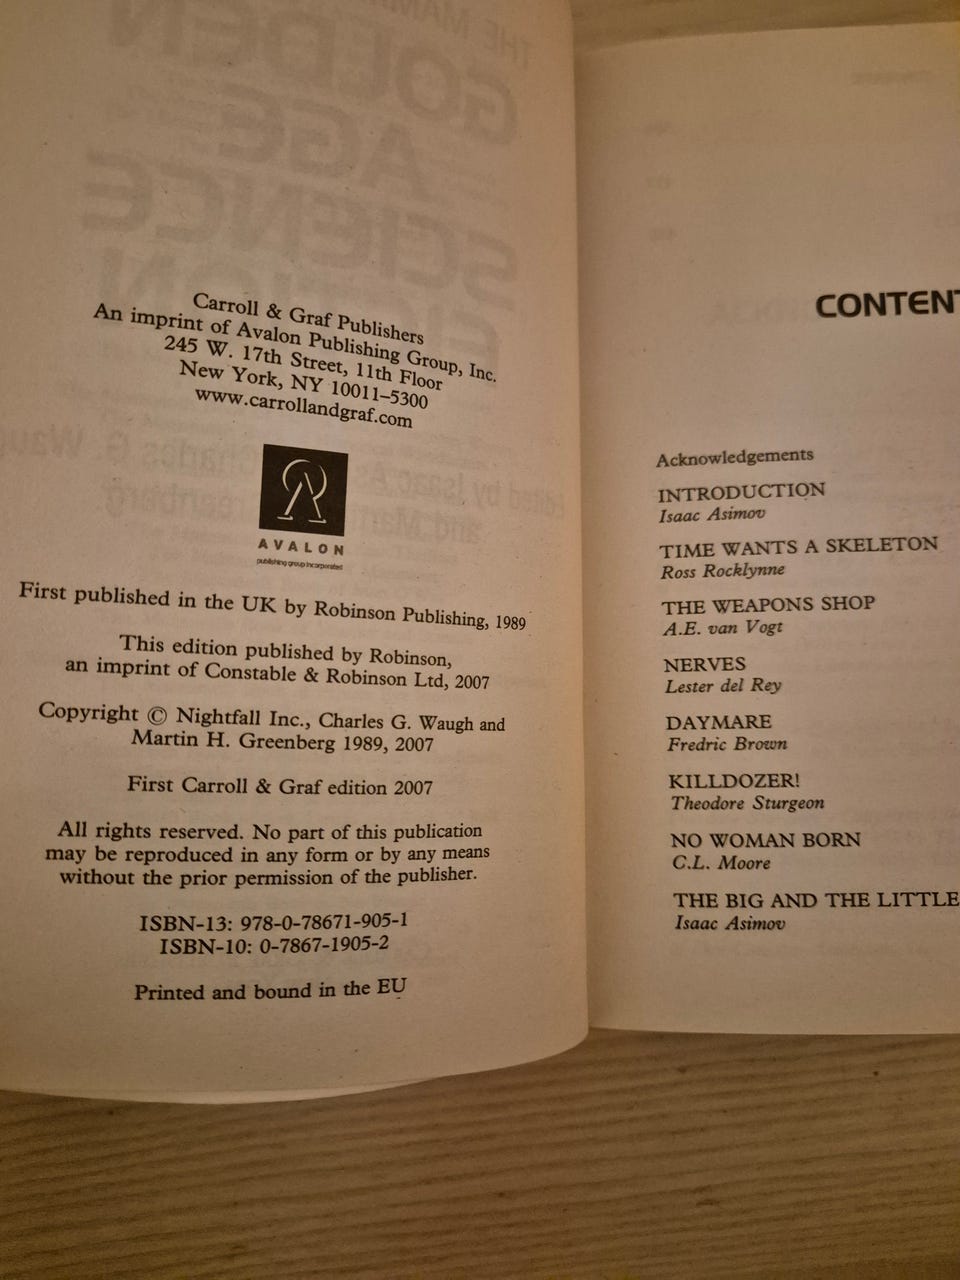 Carroll & Graf Publishers
An imprint of Avalon Publishing Group, Inc.
245 W. 17th Street, 11th Floor
New York, NY 10011–5300
www.carrollandgraf.com
AVALON
publishing group incorporated
First published in the UK by Robinson Publishing, 1989
This edition published by Robinson,
an imprint of Constable & Robinson Ltd, 2007
Copyright © Nightfall Inc., Charles G. Waugh and
Martin H. Greenberg 1989, 2007
First Carroll & Graf edition 2007
All rights reserved. No part of this publication
may be reproduced in any form or by any means
without the prior permission of the publisher.
ISBN-13: 978-0-78671-905-1
ISBN-10: 0-7867-1905-2
Printed and bound in the EU
CONTENT
Acknowledgements
INTRODUCTION
Isaac Asimov
TIME WANTS A SKELETON
Ross Rocklynne
THE WEAPONS SHOP
A.E. van Vogt
NERVES
Lester del Rey
DAYMARE
Fredric Brown
KILLDOZER!
Theodore Sturgeon
NO WOMAN BORN
C.L. Moore
THE BIG AND THE LITTLE
Isaac Asimov